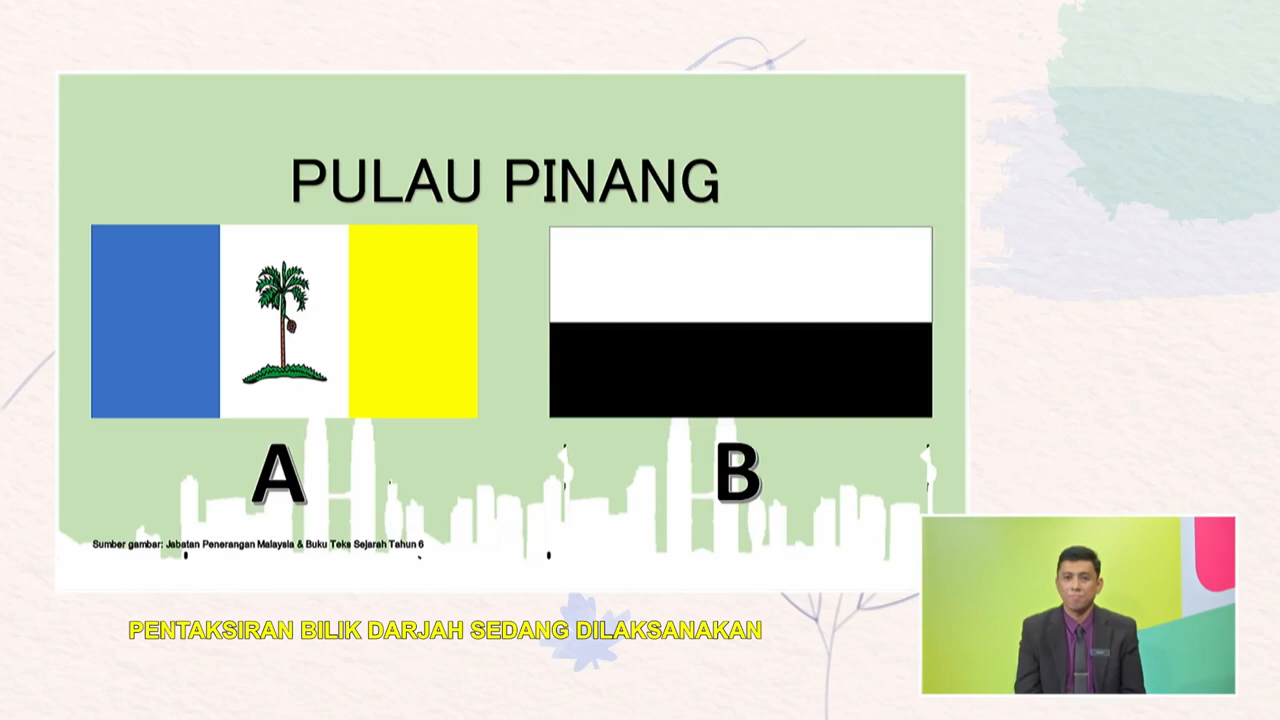 PULAU PINANG
A
B
Sumber gambar: Jabatan Penerangan Malaysia & Buku Teks Sejarah Tahun 6
PENTAKSIRAN BILIK DARJAH SEDANG DILAKSANAKAN